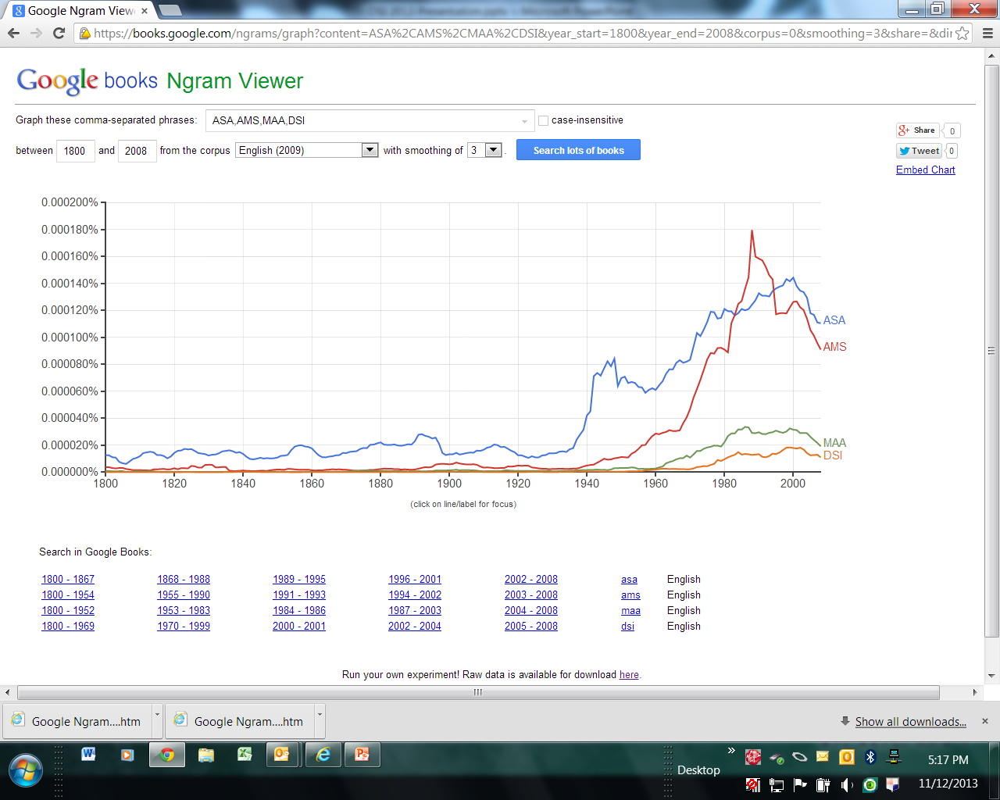 Google Ngram View
https://books.google.com/ngrams/graph?content=ASA%2CAMS%2CMAA%2CDSI&year_start=1800&year_end=2008&corpus=0&smoothing=3&share=&dir
Google books Ngram Viewer
Graph these comma-separated phrases: ASA,AMS,MAA,DSI case-insensitive
between 1800 and 2008 from the corpus English (2009) with smoothing of 3 . Search lots of books
Share 0
Tweet 0
Embed Chart
0.000200%
0.000180%
0.000160%
0.000140%
0.000120%
0.000100%
0.000080%
0.000060%
0.000040%
0.000020%
0.000000%
ASA
AMS
MAA
DSI
1800 1820 1840 1860 1880 1900 1920 1940 1960 1980 2000
(click on line/label for focus)
Search in Google Books:
1800 - 1867 1868 - 1988 1989 - 1995 1996 - 2001 2002 - 2008 asa English
1800 - 1954 1955 - 1990 1991 - 1993 1994 - 2002 2003 - 2008 ams English
1800 - 1952 1953 - 1983 1984 - 1986 1987 - 2003 2004 - 2008 maa English
1800 - 1969 1970 - 1999 2000 - 2001 2002 - 2004 2005 - 2008 dsi English
Run your own experiment! Raw data is available for download here.
Google Ngram....htm Google Ngram....htm Show all downloads...
Desktop
5:17 PM
11/12/2013